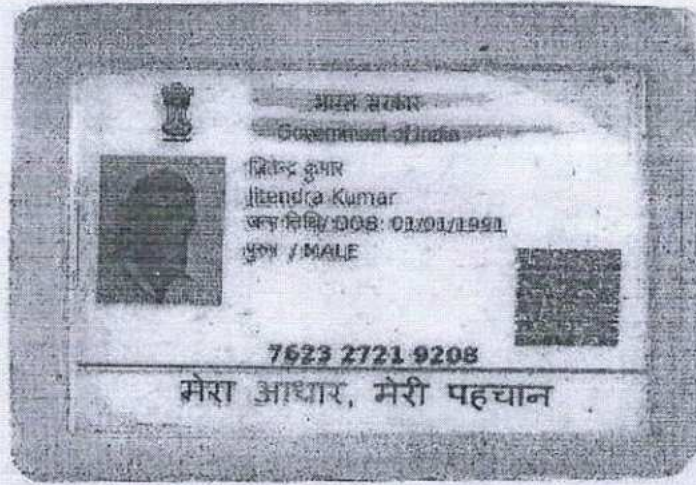 भारत सरकार
Government of India
जितेन्द्र कुमार
Jitendra Kumar
जन्म तिथि/ DOB: 01/01/1991
पुरुष / MALE
7623 2721 9208
मेरा आधार, मेरी पहचान